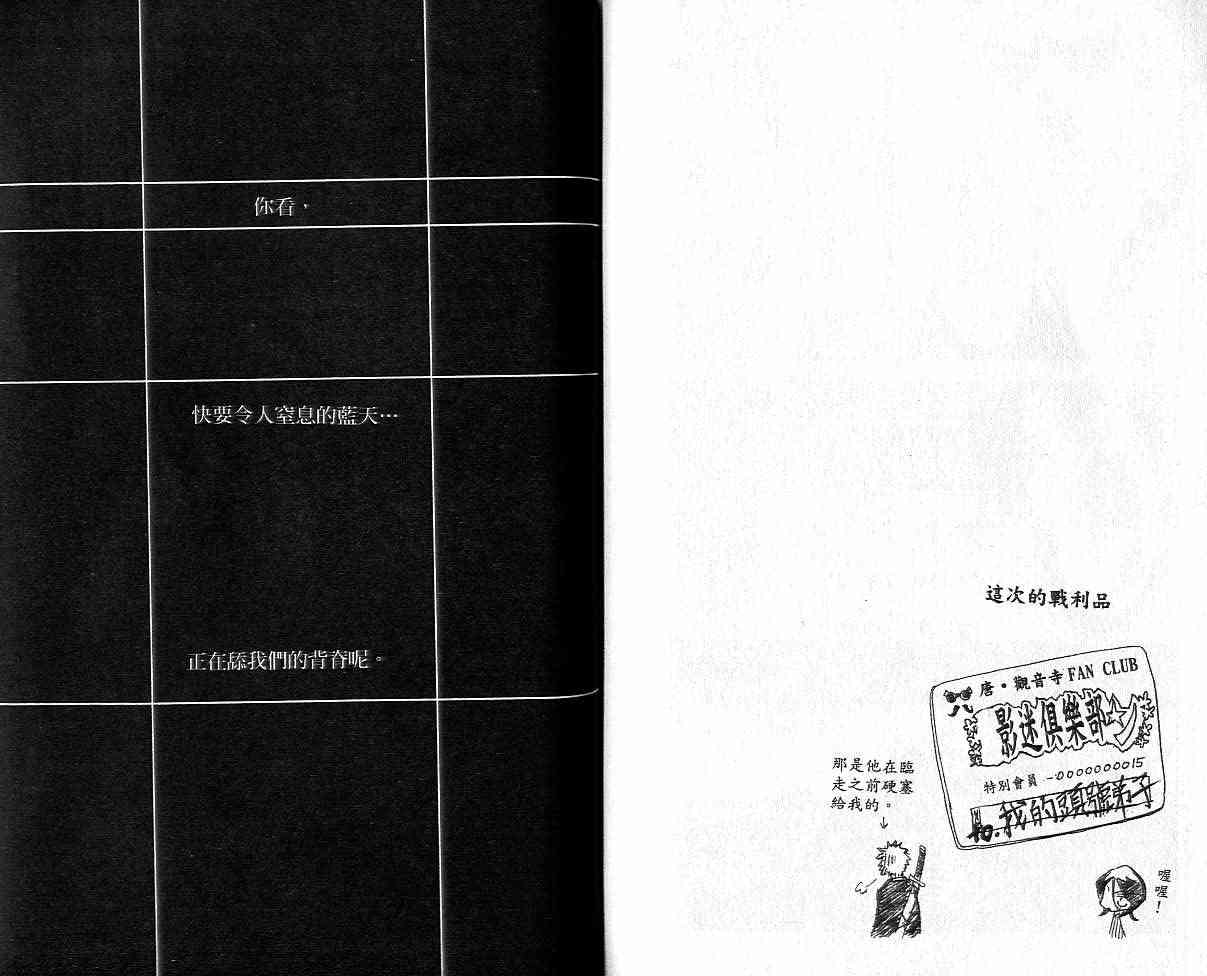 你看，
快要令人窒息的藍天…
正在舔我們的背脊呢。
這次的戰利品
唐・觀音寺 FAN CLUB
影迷俱樂部
特別會員 -0000000015
我的頭號弟子
那是他在臨
走之前硬塞
給我的。
↓
喔
喔
！